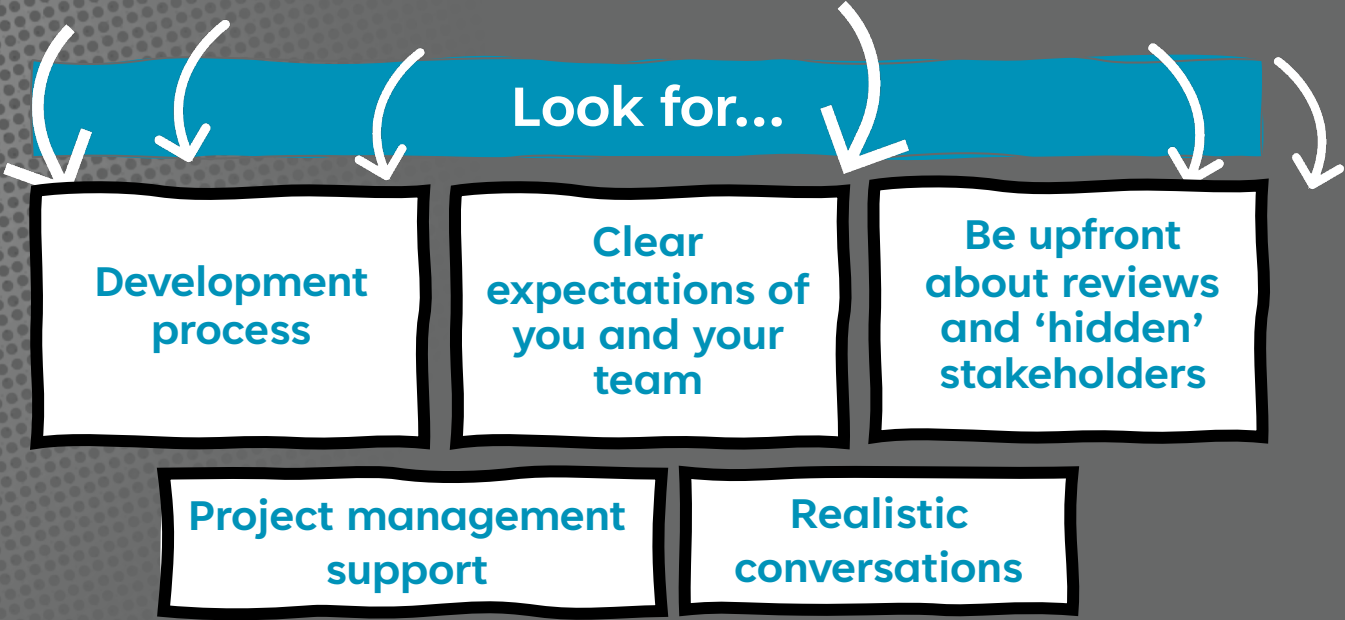 Look for...
Development
process
Clear
expectations of
you and your
team
Be upfront
about reviews
and ‘hidden’
stakeholders
Project management
support
Realistic
conversations